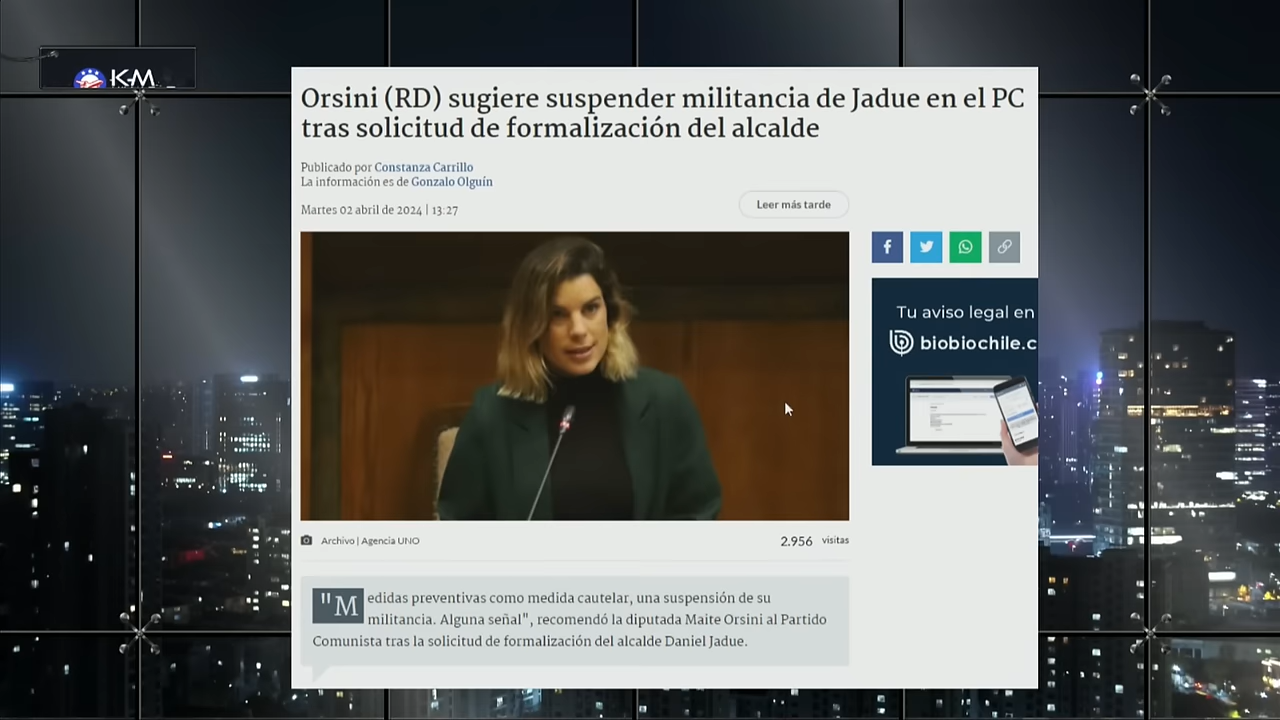 K-M
Orsini (RD) sugiere suspender militancia de Jadue en el PC
tras solicitud de formalización del alcalde
Publicado por Constanza Carrillo
La información es de Gonzalo Olguín
Martes 02 abril de 2024 | 13:27
Leer más tarde
Tu aviso legal en
biobiochile.c
Archivo | Agencia UNO
2.956 visitas
"Medidas preventivas como medida cautelar, una suspensión de su
militancia. Alguna señal", recomendó la diputada Maite Orsini al Partido
Comunista tras la solicitud de formalización del alcalde Daniel Jadue.